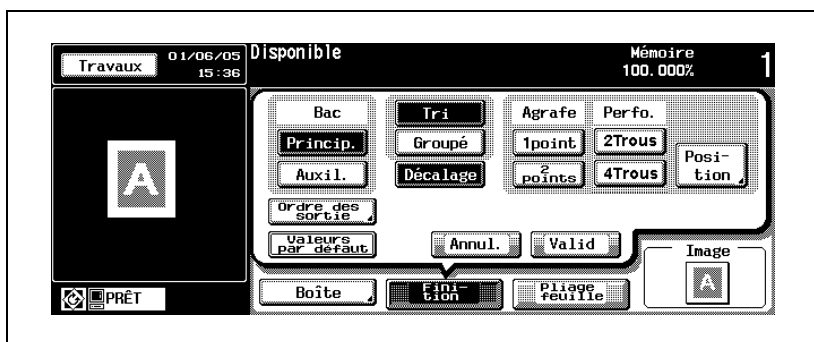 Travaux
01/06/05
15:36
Disponible
Mémoire
100.000%
1
Bac
Tri
Agrafe
Perfo.
Princip.
Groupé
1point
2Trous
Posi-
tion
Auxil.
Décalage
2
points
4Trous
Ordre des
sortie
Valeurs
par défaut
Annul.
Valid
Image
A
A
Boîte
Fini-
tion
Pliage
feuille
PRÊT